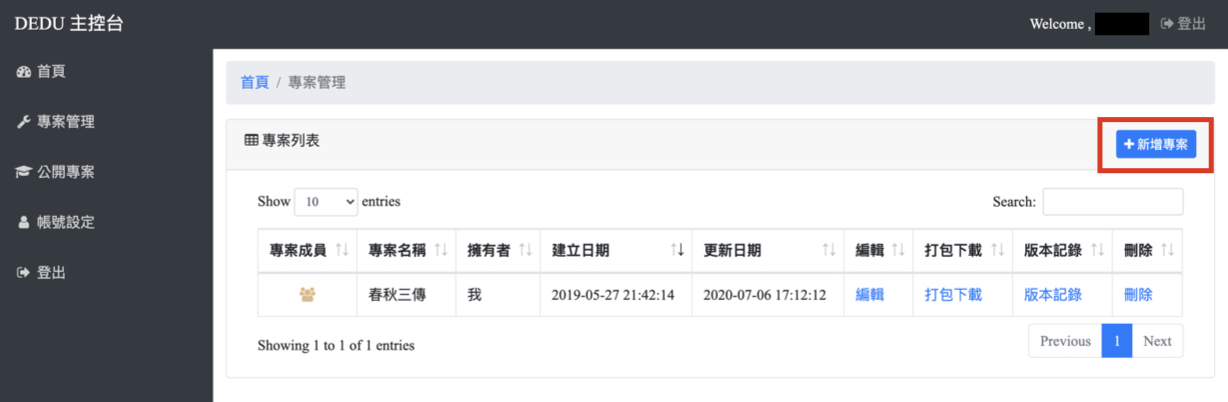 DEDU 主控台
Welcome , 登出
首頁
專案管理
公開專案
帳號設定
登出
首頁 / 專案管理
專案列表
+ 新增專案
Show 10 entries
Search:
專案成員 專案名稱 擁有者 建立日期 更新日期 編輯 打包下載 版本記錄 刪除
春秋三傳 我 2019-05-27 21:42:14 2020-07-06 17:12:12 編輯 打包下載 版本記錄 刪除
Showing 1 to 1 of 1 entries
Previous 1 Next